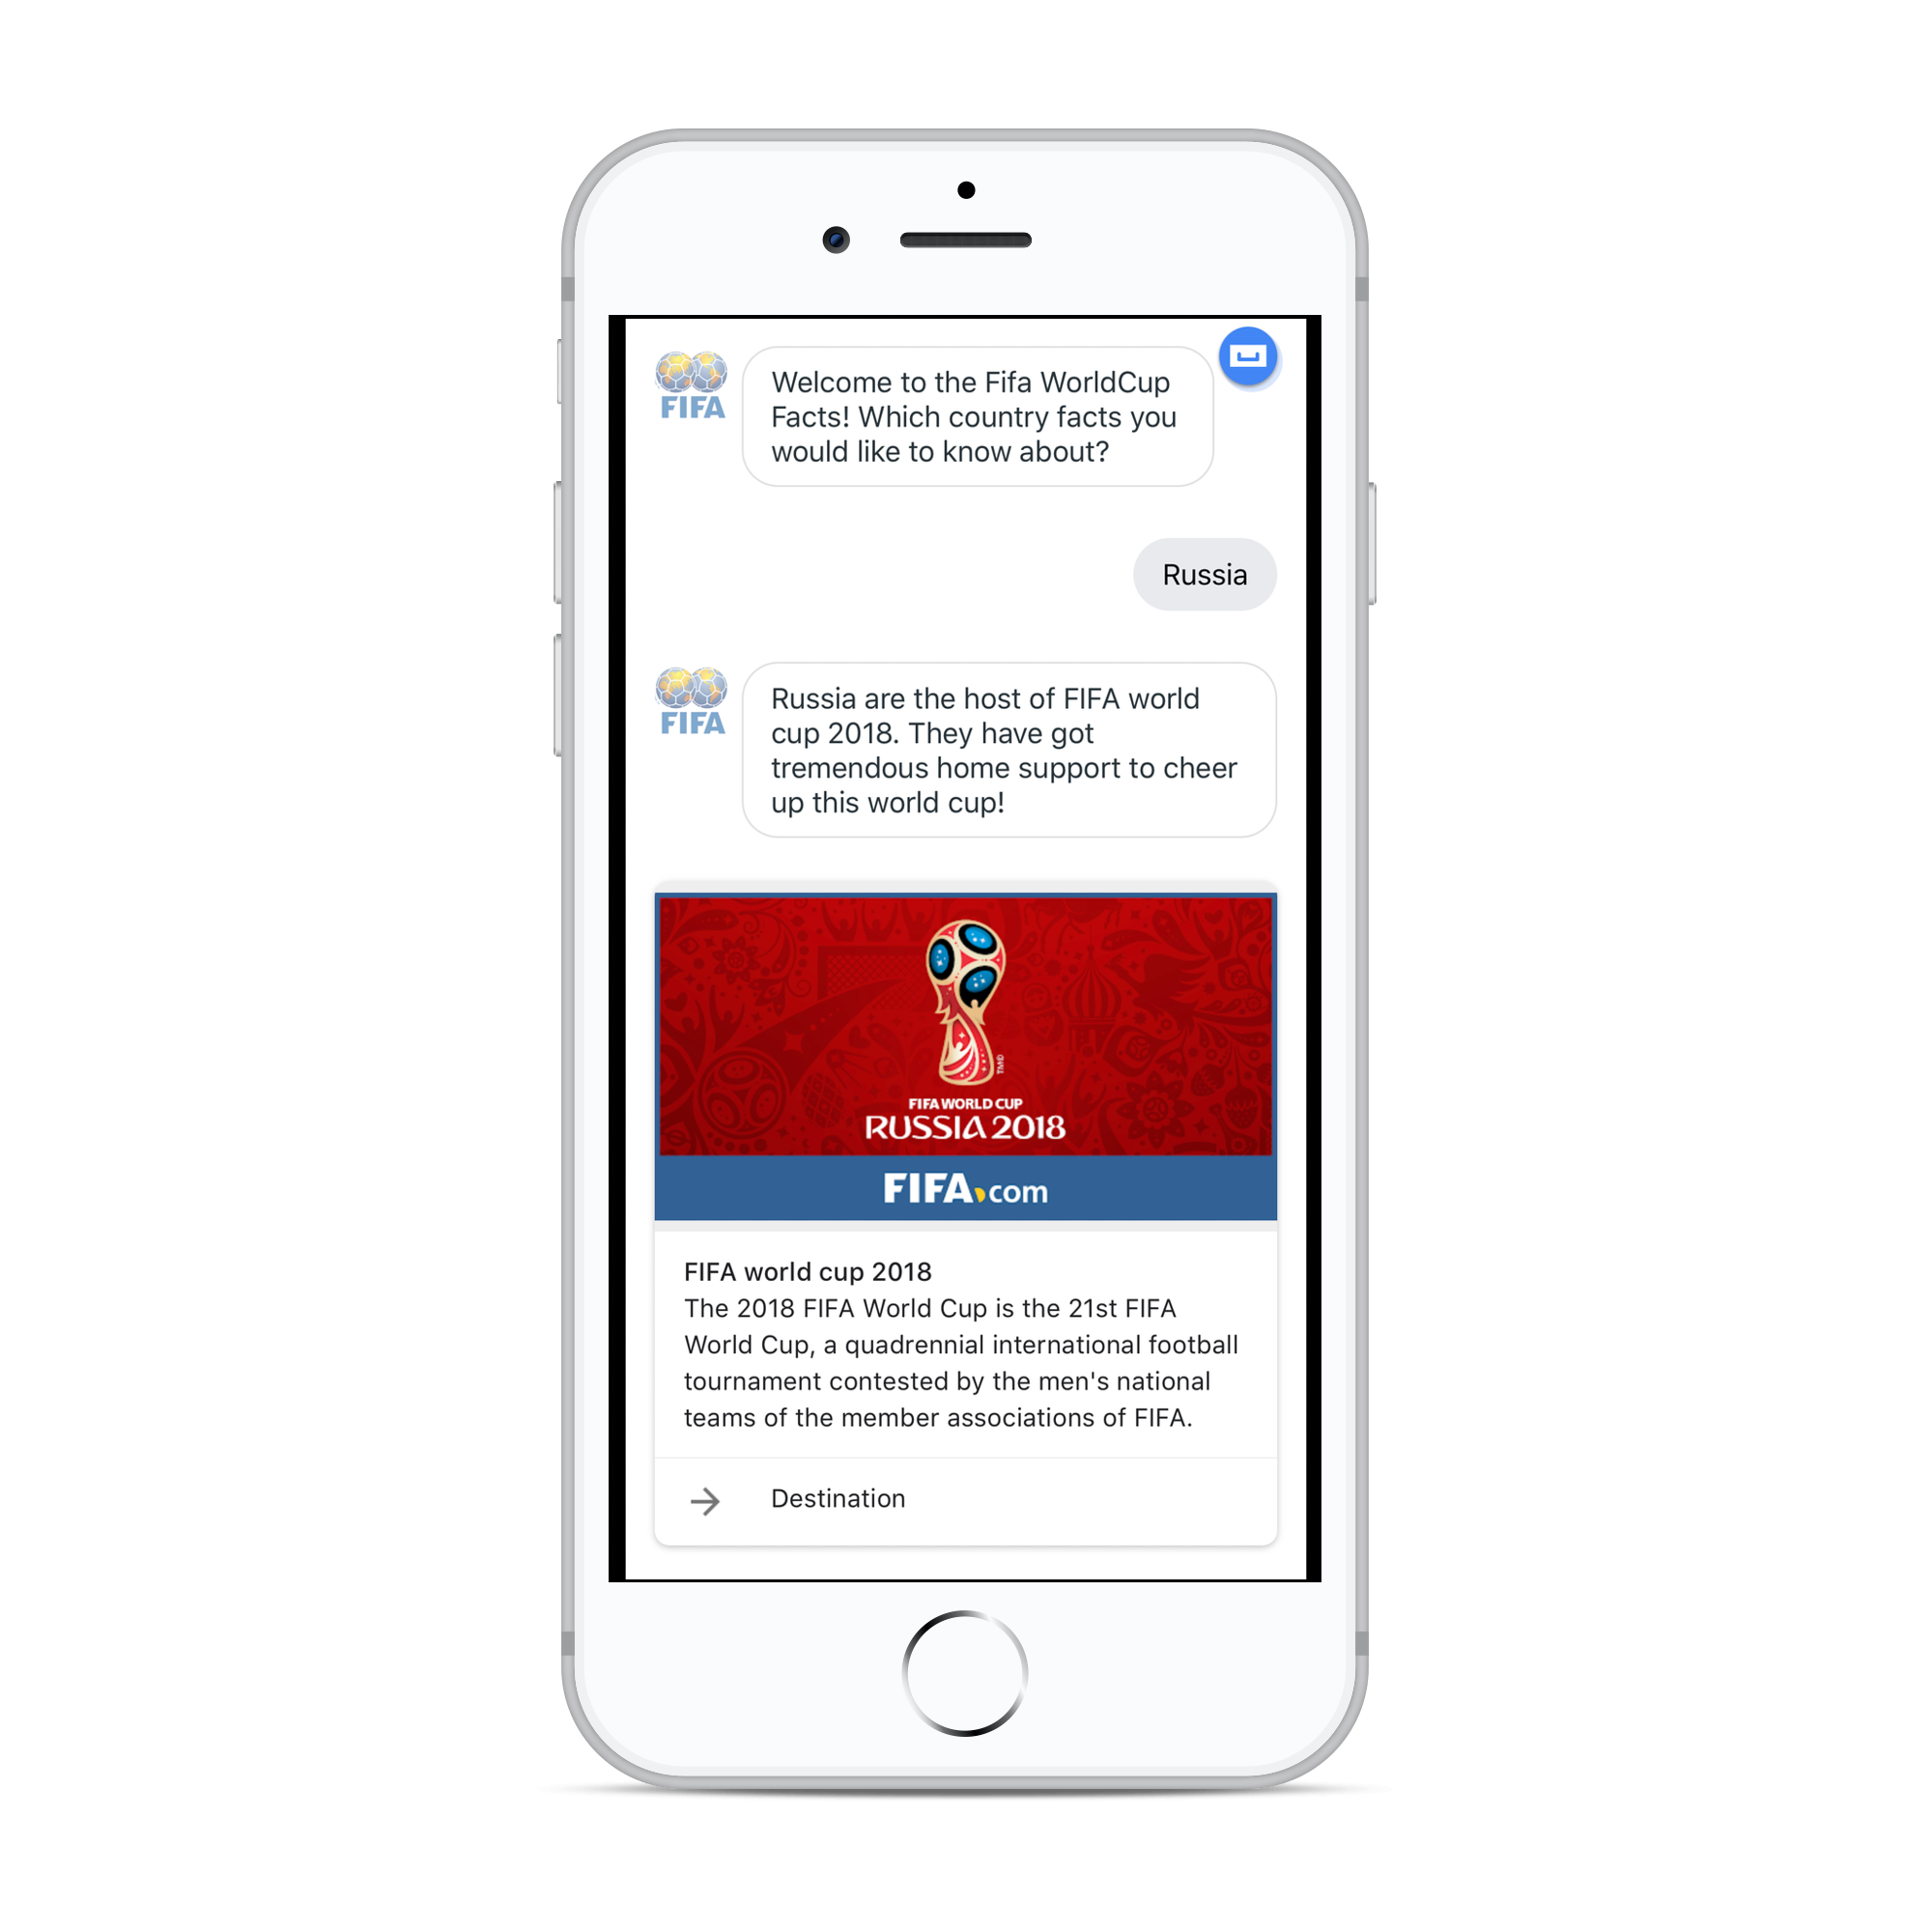 FIFA
Welcome to the Fifa WorldCup
Facts! Which country facts you
would like to know about?
Russia
FIFA
Russia are the host of FIFA world
cup 2018. They have got
tremendous home support to cheer
up this world cup!
TM©
FIFA WORLD CUP
RUSSIA 2018
FIFA.com
FIFA world cup 2018
The 2018 FIFA World Cup is the 21st FIFA
World Cup, a quadrennial international football
tournament contested by the men's national
teams of the member associations of FIFA.
Destination